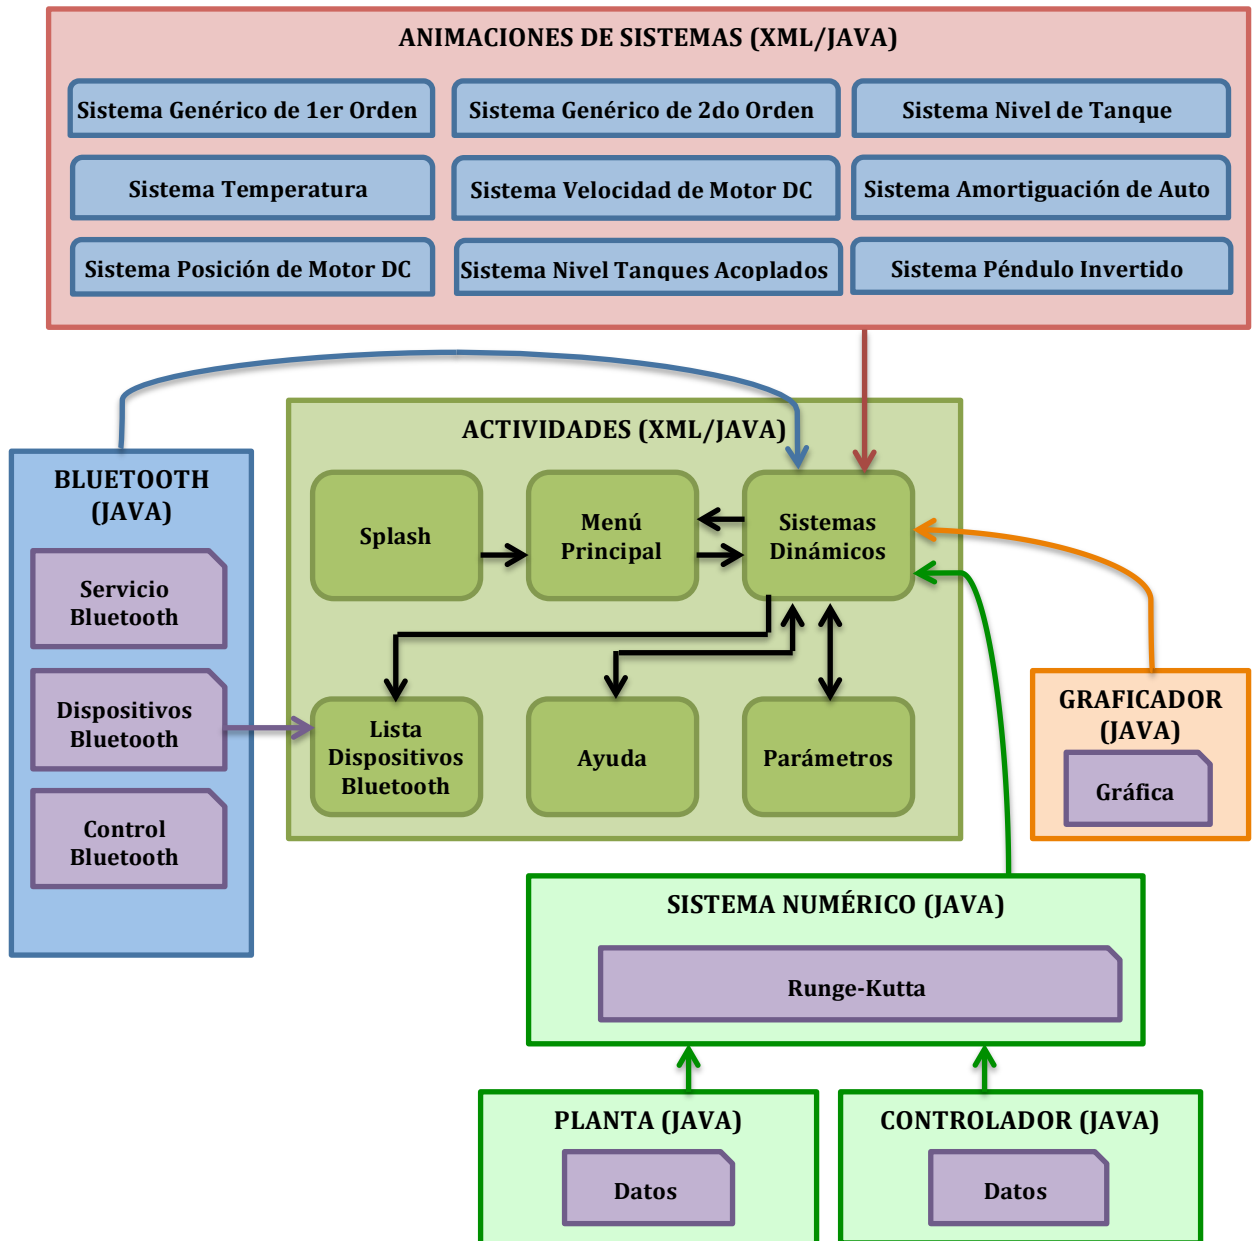 ANIMACIONES DE SISTEMAS (XML/JAVA)
Sistema Genérico de 1er Orden
Sistema Genérico de 2do Orden
Sistema Nivel de Tanque
Sistema Temperatura
Sistema Velocidad de Motor DC
Sistema Amortiguación de Auto
Sistema Posición de Motor DC
Sistema Nivel Tanques Acoplados
Sistema Péndulo Invertido
ACTIVIDADES (XML/JAVA)
Splash
Menú
Principal
Sistemas
Dinámicos
Lista
Dispositivos
Bluetooth
Ayuda
Parámetros
BLUETOOTH
(JAVA)
Servicio
Bluetooth
Dispositivos
Bluetooth
Control
Bluetooth
GRAFICADOR
(JAVA)
Gráfica
SISTEMA NUMÉRICO (JAVA)
Runge-Kutta
PLANTA (JAVA)
Datos
CONTROLADOR (JAVA)
Datos